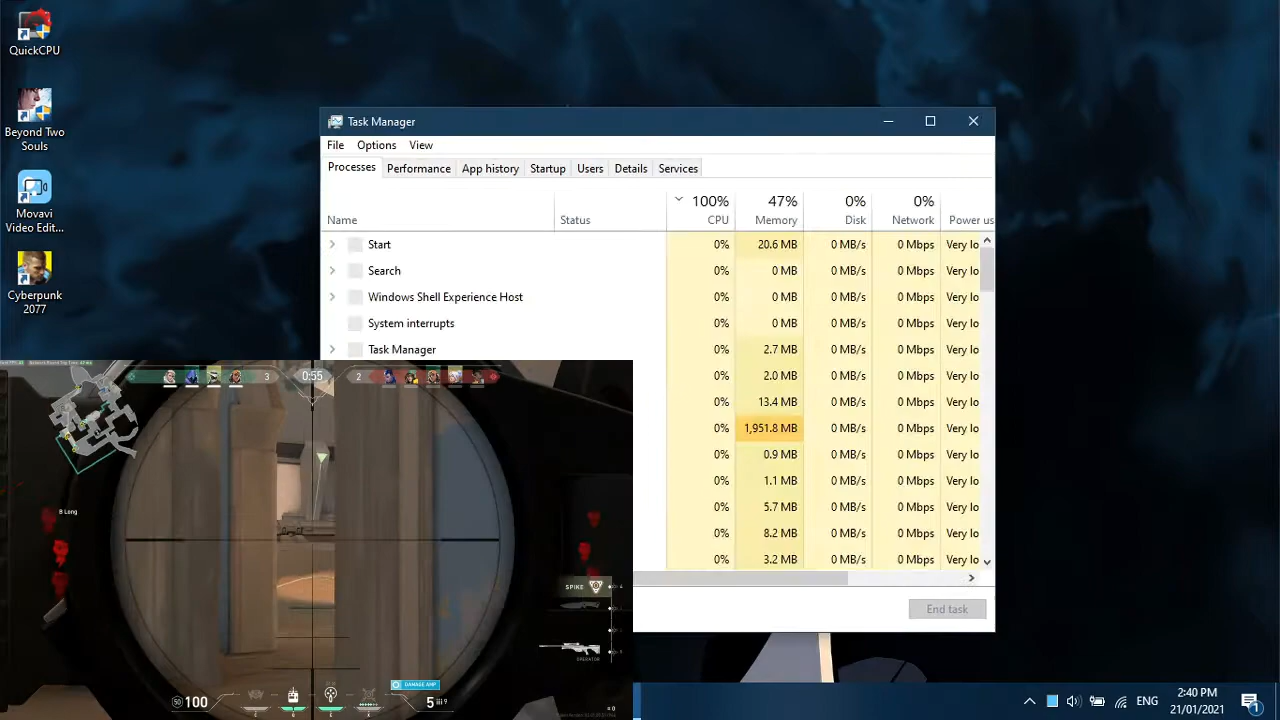 QuickCPU
Beyond Two
Souls
Movavi
Video Edit...
Cyberpunk
2077
Task Manager
File Options View
Processes Performance App history Startup Users Details Services
100% 47% 0% 0%
Name Status CPU Memory Disk Network Power us
Start 0% 20.6 MB 0 MB/s 0 Mbps Very lo
Search 0% 0 MB 0 MB/s 0 Mbps Very lo
Windows Shell Experience Host 0% 0 MB 0 MB/s 0 Mbps Very lo
System interrupts 0% 0 MB 0 MB/s 0 Mbps Very lo
Task Manager 0% 2.7 MB 0 MB/s 0 Mbps Very lo
0% 2.0 MB 0 MB/s 0 Mbps Very lo
0% 13.4 MB 0 MB/s 0 Mbps Very lo
0% 1,951.8 MB 0 MB/s 0 Mbps Very lo
0% 0.9 MB 0 MB/s 0 Mbps Very lo
0% 1.1 MB 0 MB/s 0 Mbps Very lo
0% 5.7 MB 0 MB/s 0 Mbps Very lo
0% 8.2 MB 0 MB/s 0 Mbps Very lo
0% 3.2 MB 0 MB/s 0 Mbps Very lo
End task
3 0:55 2
B Long
SPIKE
OPERATOR
DAMAGE AMP
50 100 5 9
ENG
2:40 PM
21/01/2021
1